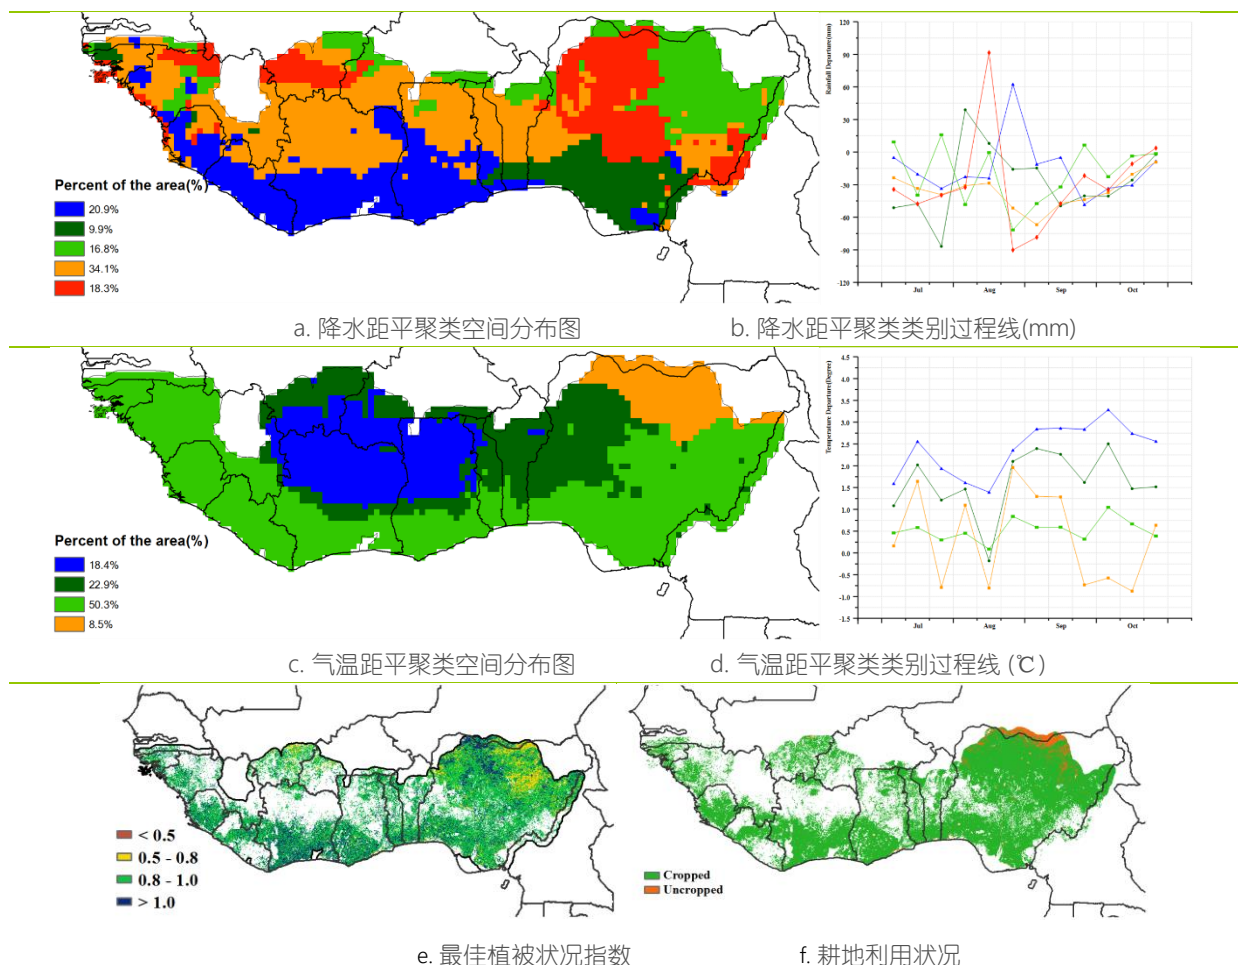 120
90
60
30
0
-30
-60
-90
-120
Rainfall Departure(mm)
Jul Aug Sep Oct
Percent of the area(%)
20.9%
9.9%
16.8%
34.1%
18.3%
a. 降水距平聚类空间分布图 b. 降水距平聚类类别过程线(mm)
4.5
4.0
3.5
3.0
2.5
2.0
1.5
1.0
0.5
0.0
-0.5
-1.0
-1.5
Temperature Departure(Degree)
Jul Aug Sep Oct
Percent of the area(%)
18.4%
22.9%
50.3%
8.5%
c. 气温距平聚类空间分布图 d. 气温距平聚类类别过程线 (℃)
< 0.5
0.5 - 0.8
0.8 - 1.0
> 1.0
Cropped
Uncropped
e. 最佳植被状况指数 f. 耕地利用状况